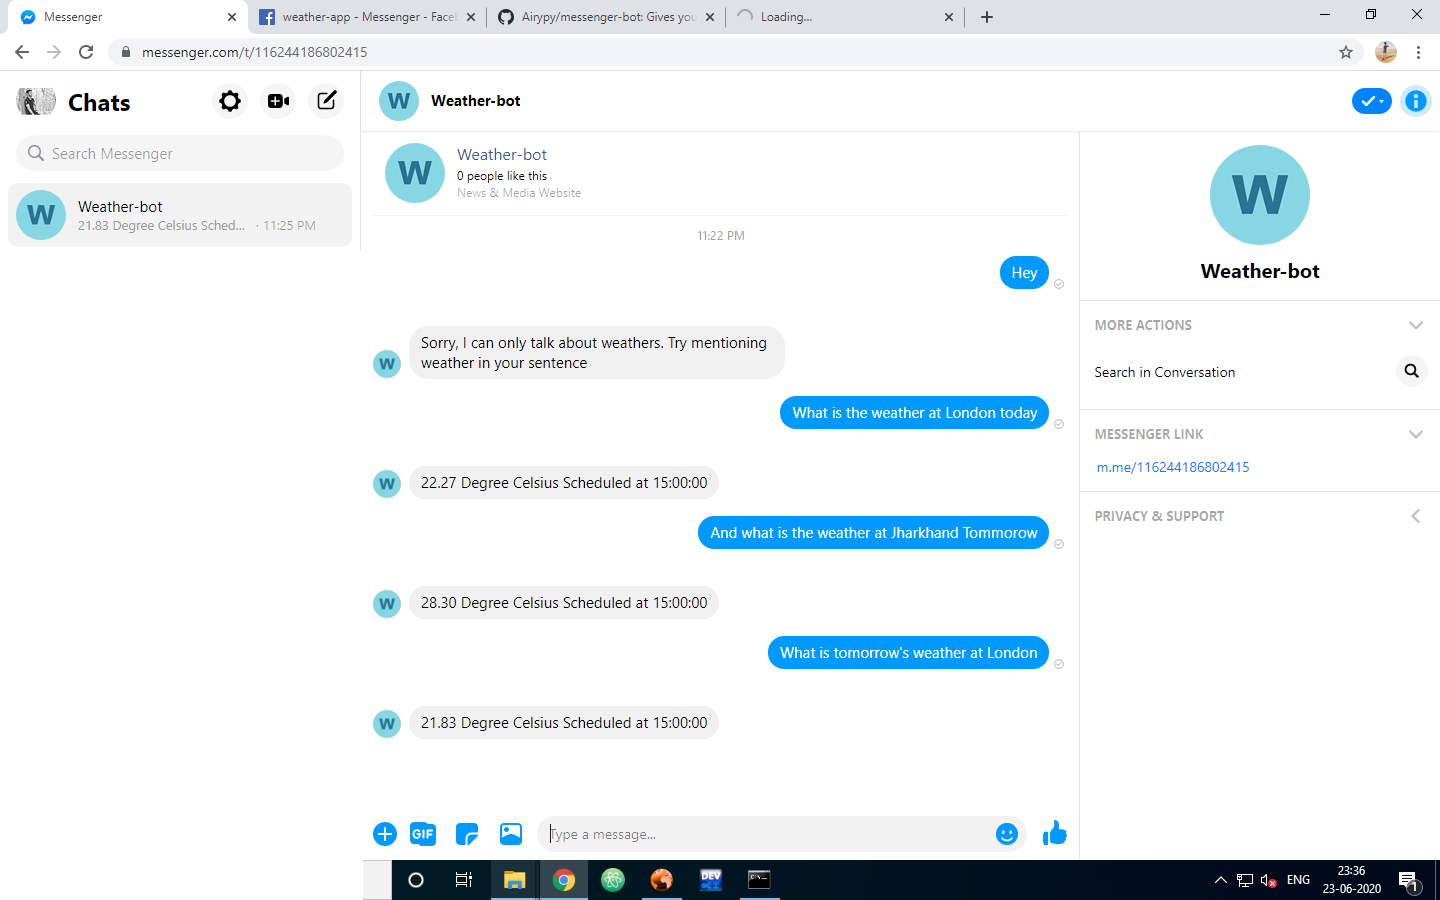 Messenger
weather-app - Messenger - Faceb
Airypy/messenger-bot: Gives you
Loading...
messenger.com/t/116244186802415
Chats
Search Messenger
W
Weather-bot
21.83 Degree Celsius Sched... · 11:25 PM
W
Weather-bot
W
Weather-bot
0 people like this
News & Media Website
11:22 PM
Hey
W
Sorry, I can only talk about weathers. Try mentioning
weather in your sentence
What is the weather at London today
W
22.27 Degree Celsius Scheduled at 15:00:00
And what is the weather at Jharkhand Tommorow
W
28.30 Degree Celsius Scheduled at 15:00:00
What is tomorrow's weather at London
W
21.83 Degree Celsius Scheduled at 15:00:00
GIF
Type a message...
W
Weather-bot
MORE ACTIONS
Search in Conversation
MESSENGER LINK
m.me/116244186802415
PRIVACY & SUPPORT
DEV
ENG
23:36
23-06-2020
1